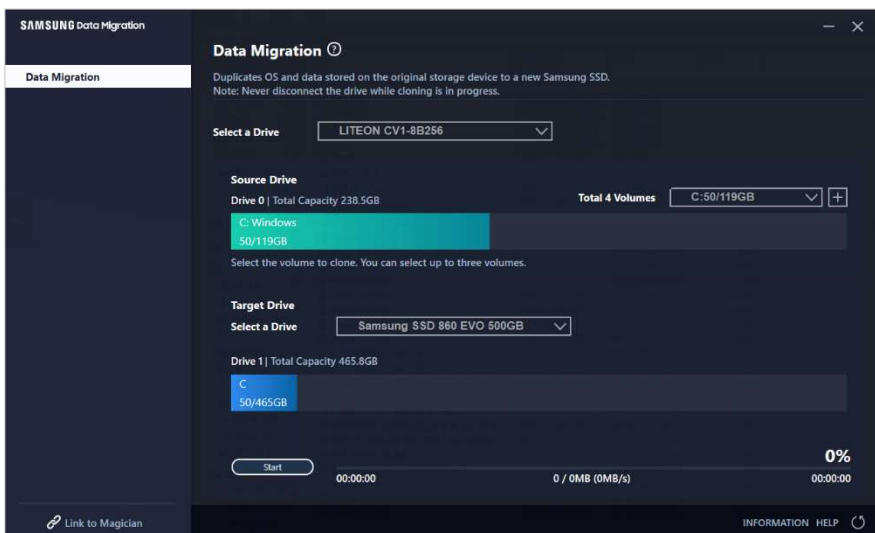 SAMSUNG Data Migration
Data Migration
Data Migration ?
Duplicates OS and data stored on the original storage device to a new Samsung SSD.
Note: Never disconnect the drive while cloning is in progress.
Select a Drive LITEON CV1-8B256
Source Drive
Drive 0 | Total Capacity 238.5GB Total 4 Volumes C:50/119GB +
C: Windows
50/119GB
Select the volume to clone. You can select up to three volumes.
Target Drive
Select a Drive Samsung SSD 860 EVO 500GB
Drive 1| Total Capacity 465.8GB
C
50/465GB
0%
Start
00:00:00 0 / 0MB (0MB/s) 00:00:00
Link to Magician INFORMATION HELP